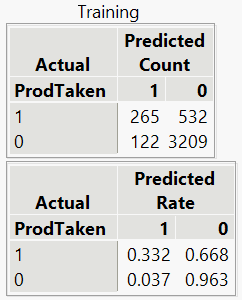 Training
Predicted
Actual Count
ProdTaken 1 0
1 265 532
0 122 3209
Predicted
Actual Rate
ProdTaken 1 0
1 0.332 0.668
0 0.037 0.963